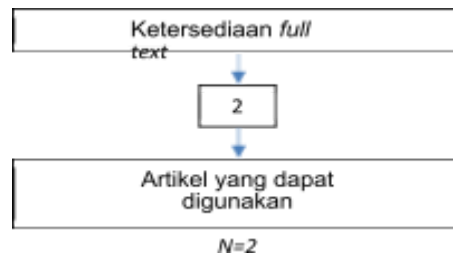 Ketersediaan full
text
2
Artikel yang dapat
digunakan
N=2